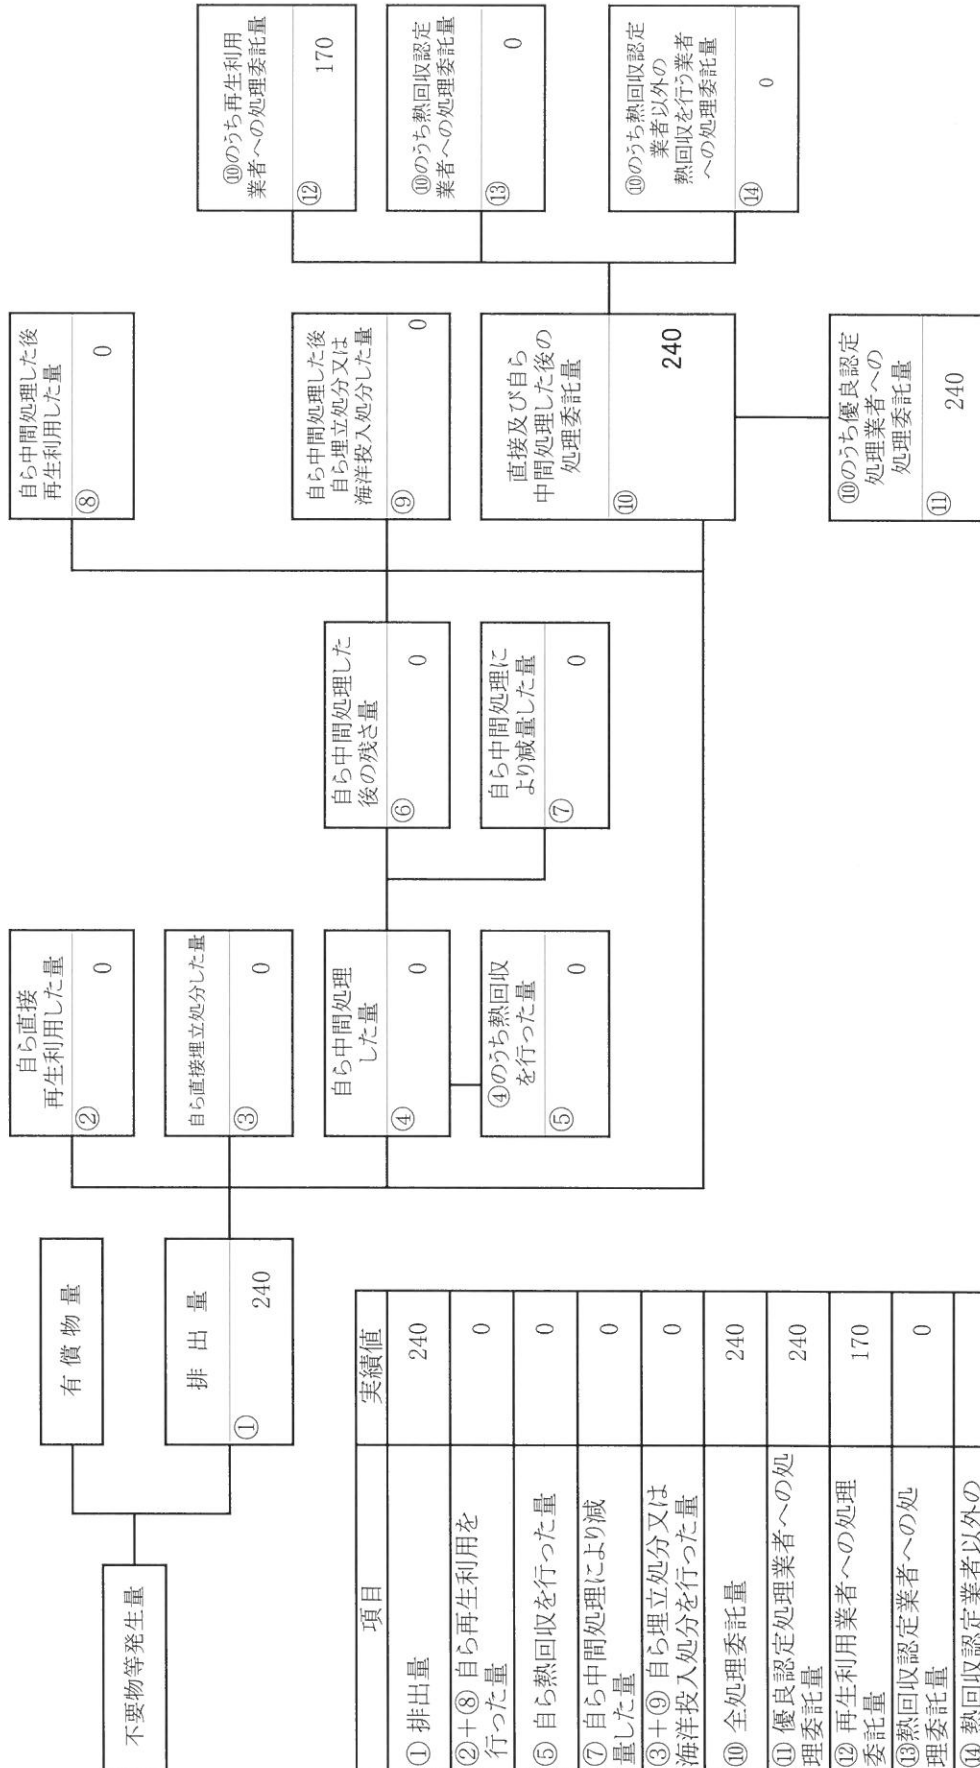 不要物等発生量
有償物量
排出量
①
240
自ら直接
再生利用した量
②
0
自ら直接埋立処分した量
③
0
自ら中間処理
した量
④
0
④のうち熱回収
を行った量
⑤
0
自ら中間処理した
後の残さ量
⑥
0
自ら中間処理に
より減量した量
⑦
0
自ら中間処理した後
再生利用した量
⑧
0
自ら中間処理した後
自ら埋立処分又は
海洋投入処分した量
⑨
0
直接及び自ら
中間処理した後の
処理委託量
⑩
240
⑩のうち優良認定
処理業者への
処理委託量
⑪
240
⑩のうち再生利用
業者への処理委託量
⑫
170
⑩のうち熱回収認定
業者への処理委託量
⑬
0
⑩のうち熱回収認定
業者以外の
熱回収を行う業者
への処理委託量
⑭
0
項目 実績値
① 排出量 240
②+⑧ 自ら再生利用を
行った量 0
⑤ 自ら熱回収を行った量 0
⑦ 自ら中間処理により減
量した量 0
③+⑨ 自ら埋立処分又は
海洋投入処分を行った量 0
⑩ 全処理委託量 240
⑪ 優良認定処理業者への処
理委託量 240
⑫ 再生利用業者への処理
委託量 170
⑬熱回収認定業者への処
理委託量 0
⑭ 熱回収認定業者以外の